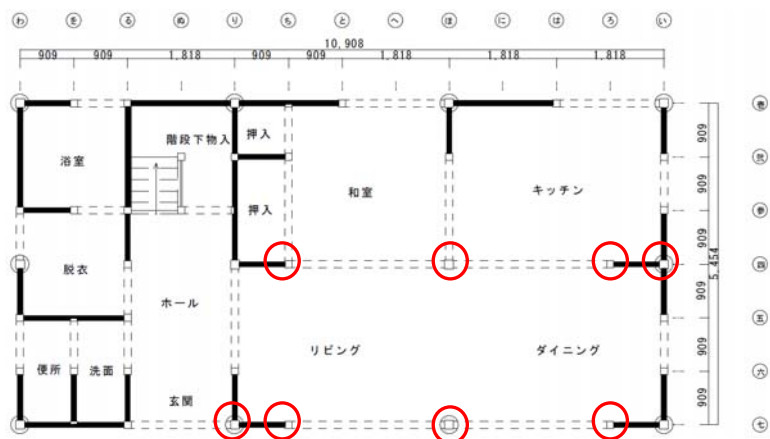 わ を る ぬ り ち と へ ほ に は ろ い
10,908
909 909 1,818 909 909 1,818 1,818 1,818
壱
階段下物入 押入 909
弐
浴室 和室 キッチン 909
押入 参
909
四
5,454
脱衣 909
ホール
五
リビング ダイニング
909
便所 洗面 六
玄関 909
七